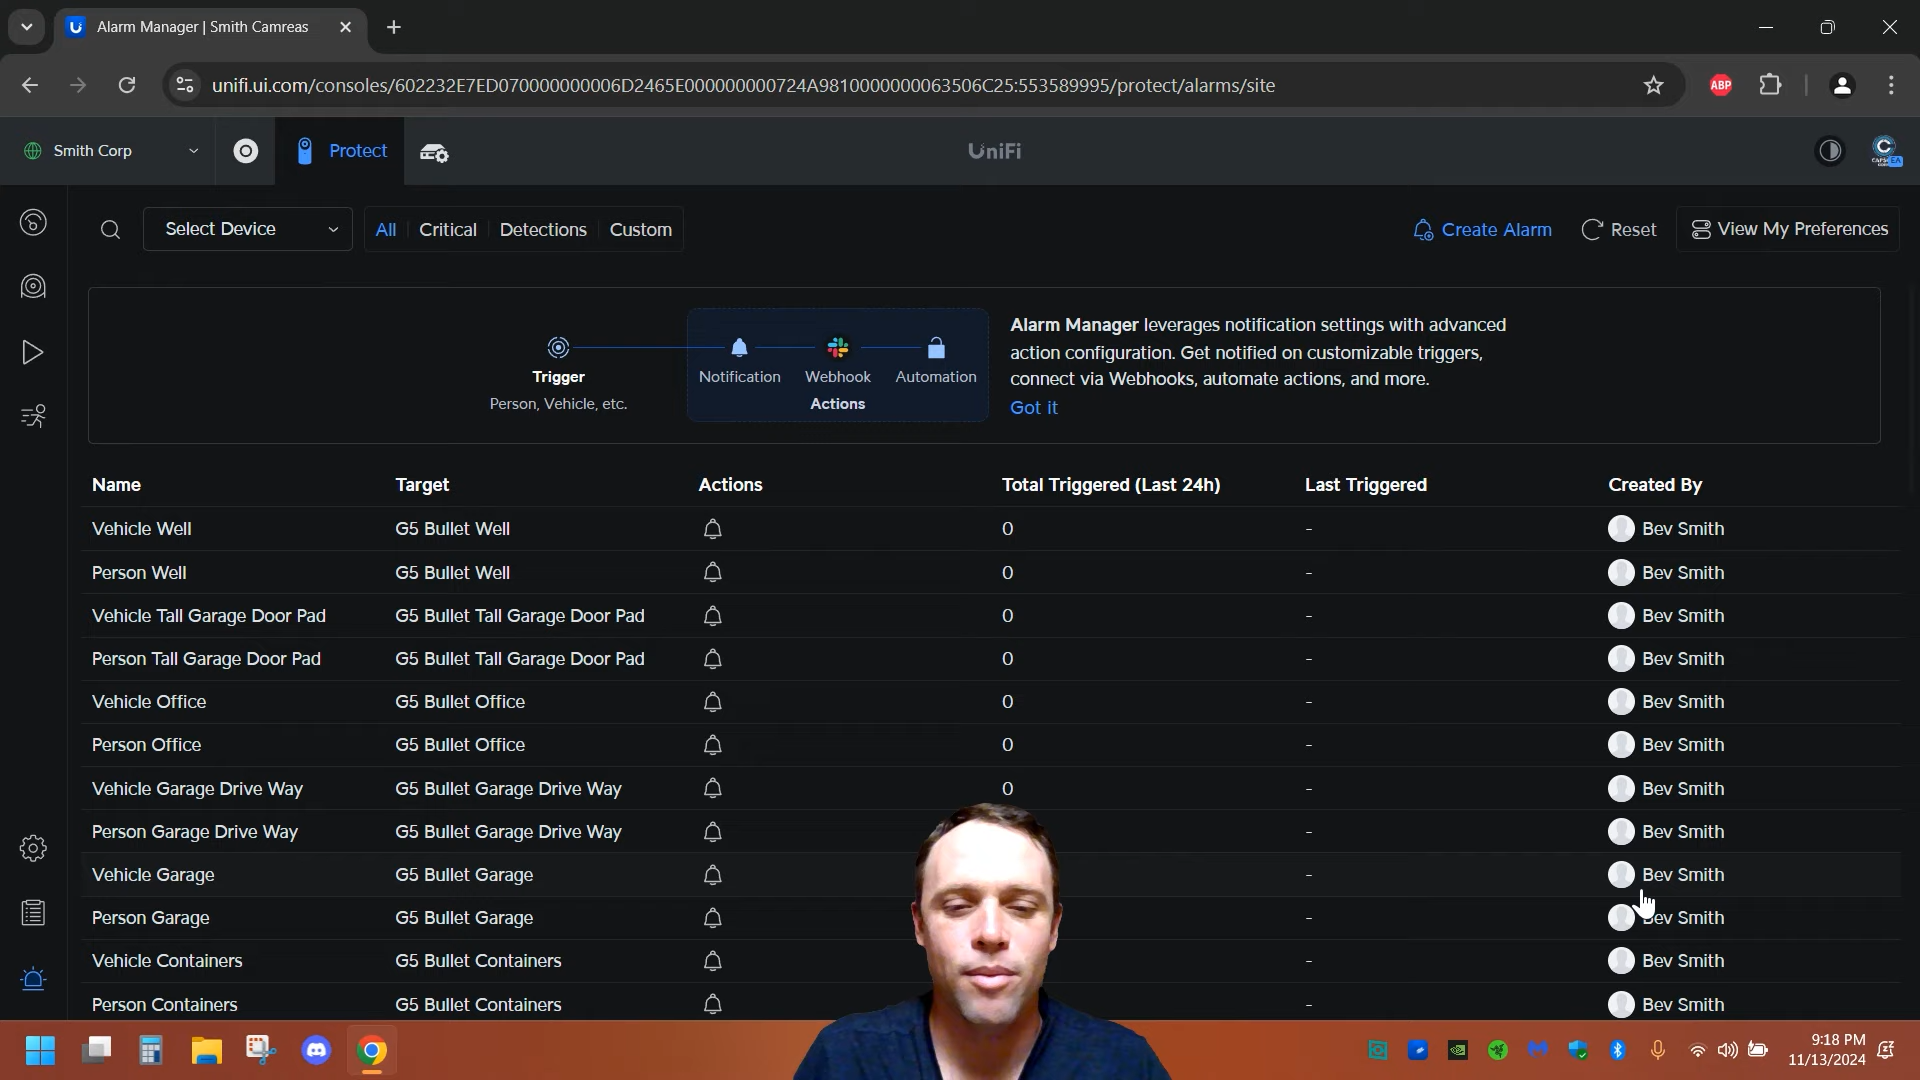 Alarm Manager | Smith Camreas
unifi.ui.com/consoles/602232E7ED070000000006D2465E000000000724A9810000000063506C25:553589995/protect/alarms/site
ABP
Smith Corp
Protect
UniFi
EA
Select Device
All
Critical
Detections
Custom
Create Alarm
Reset
View My Preferences
Trigger
Person, Vehicle, etc.
Notification
Webhook
Automation
Actions
Alarm Manager leverages notification settings with advanced
action configuration. Get notified on customizable triggers,
connect via Webhooks, automate actions, and more.
Got it
Name Target Actions Total Triggered (Last 24h) Last Triggered Created By
Vehicle Well G5 Bullet Well 0 - Bev Smith
Person Well G5 Bullet Well 0 - Bev Smith
Vehicle Tall Garage Door Pad G5 Bullet Tall Garage Door Pad 0 - Bev Smith
Person Tall Garage Door Pad G5 Bullet Tall Garage Door Pad 0 - Bev Smith
Vehicle Office G5 Bullet Office 0 - Bev Smith
Person Office G5 Bullet Office 0 - Bev Smith
Vehicle Garage Drive Way G5 Bullet Garage Drive Way 0 - Bev Smith
Person Garage Drive Way G5 Bullet Garage Drive Way - Bev Smith
Vehicle Garage G5 Bullet Garage - Bev Smith
Person Garage G5 Bullet Garage - Bev Smith
Vehicle Containers G5 Bullet Containers - Bev Smith
Person Containers G5 Bullet Containers - Bev Smith
9:18 PM
11/13/2024